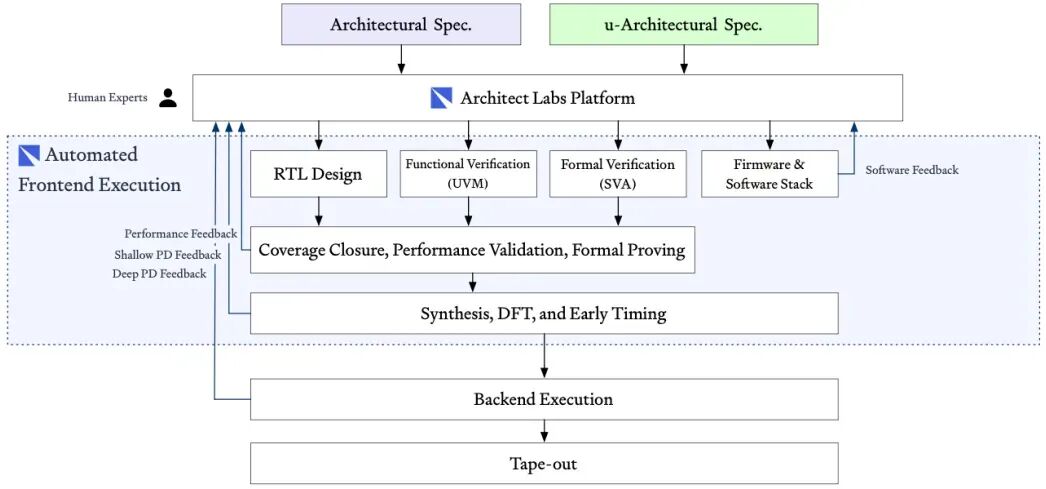 Architectural Spec.
u-Architectural Spec.
Human Experts
Architect Labs Platform
Automated
Frontend Execution
RTL Design
Functional Verification
(UVM)
Formal Verification
(SVA)
Firmware &
Software Stack
Software Feedback
Performance Feedback
Shallow PD Feedback
Deep PD Feedback
Coverage Closure, Performance Validation, Formal Proving
Synthesis, DFT, and Early Timing
Backend Execution
Tape-out